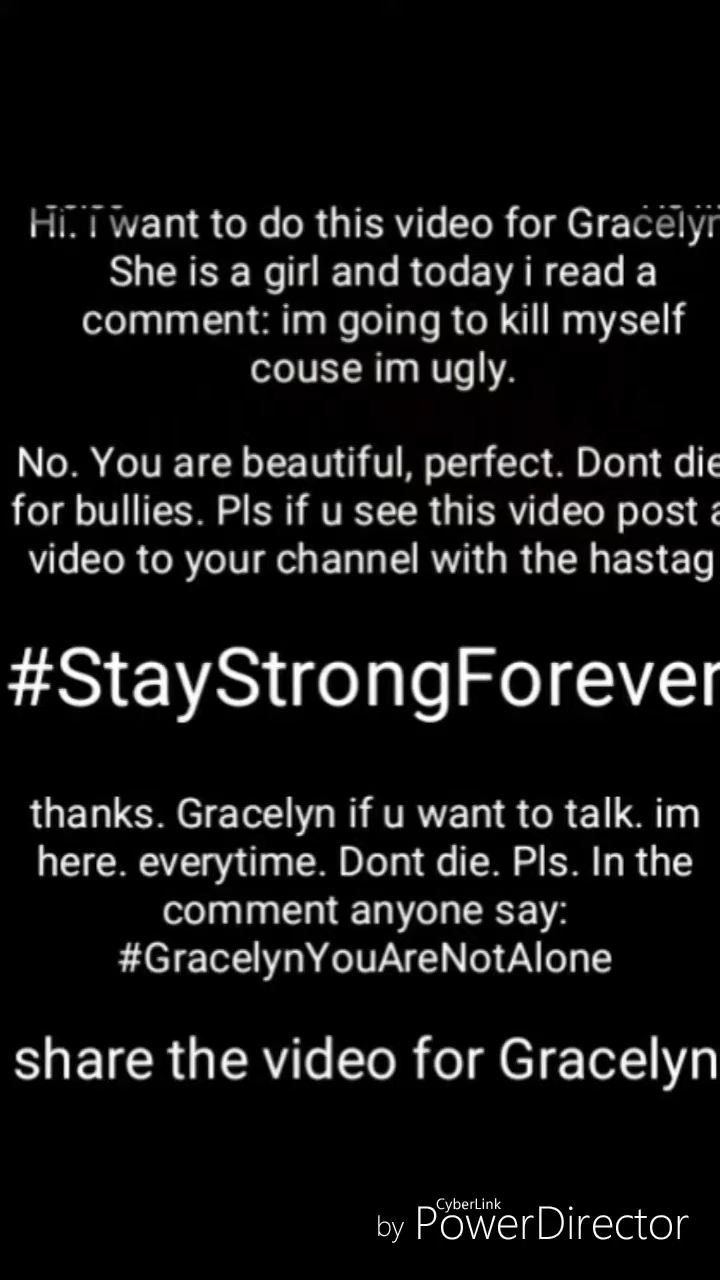 Hi. i want to do this video for Gracelyn
She is a girl and today i read a
comment: im going to kill myself
couse im ugly.
No. You are beautiful, perfect. Dont die
for bullies. Pls if u see this video post a
video to your channel with the hastag
#StayStrongForever
thanks. Gracelyn if u want to talk. im
here. everytime. Dont die. Pls. In the
comment anyone say:
#GracelynYouAreNotAlone
share the video for Gracelyn
CyberLink
by PowerDirector